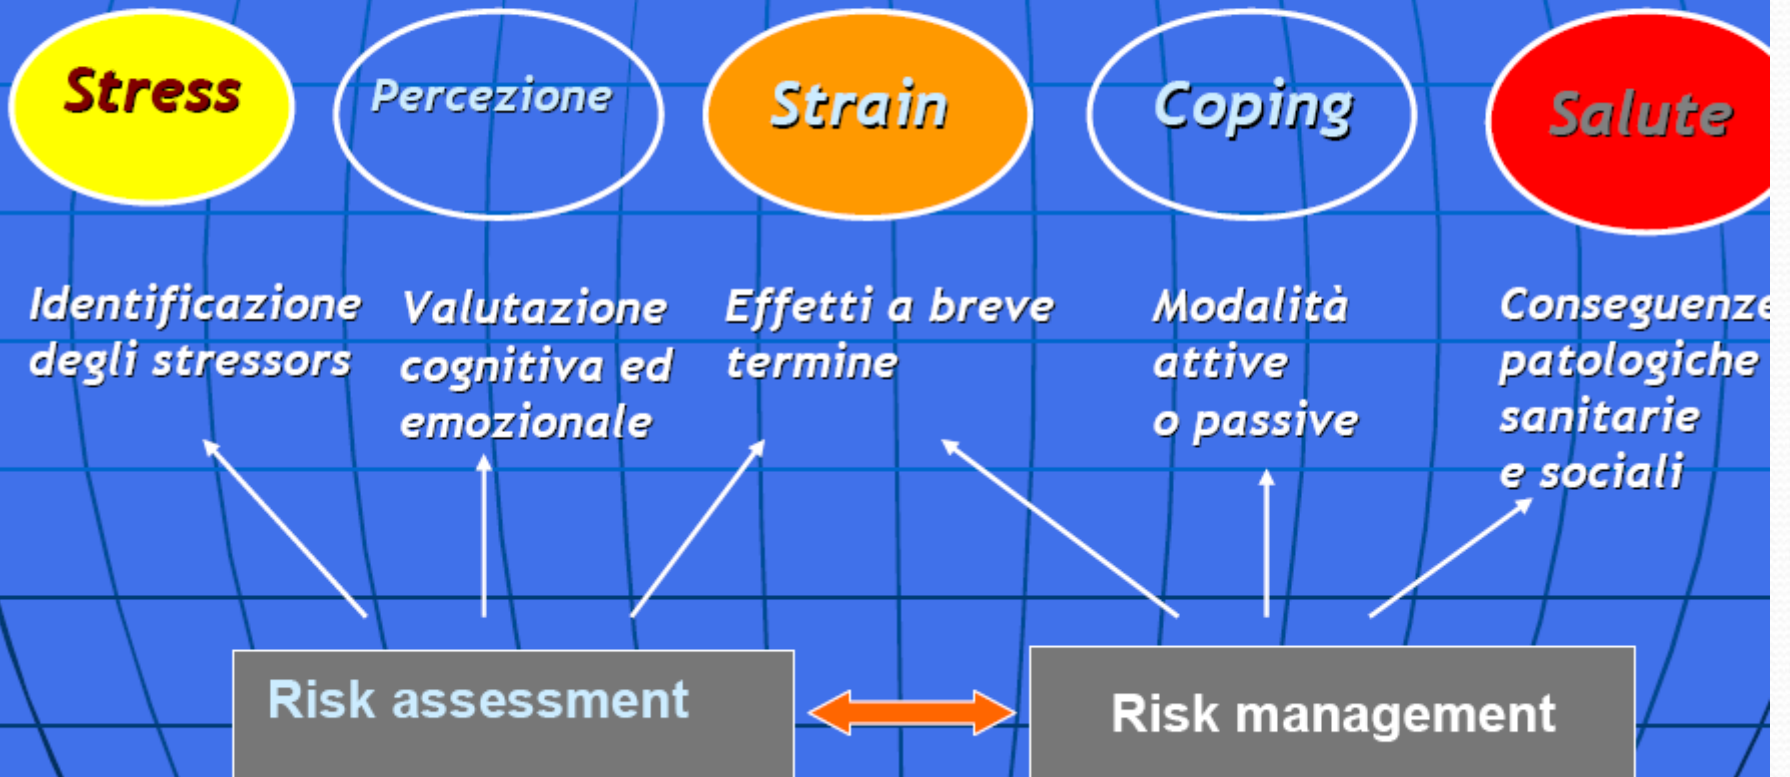 Stress
Percezione
Strain
Coping
Salute
Identificazione
degli stressors
Valutazione
cognitiva ed
emozionale
Effetti a breve
termine
Modalità
attive
o passive
Conseguenze
patologiche
sanitarie
e sociali
Risk assessment
Risk management